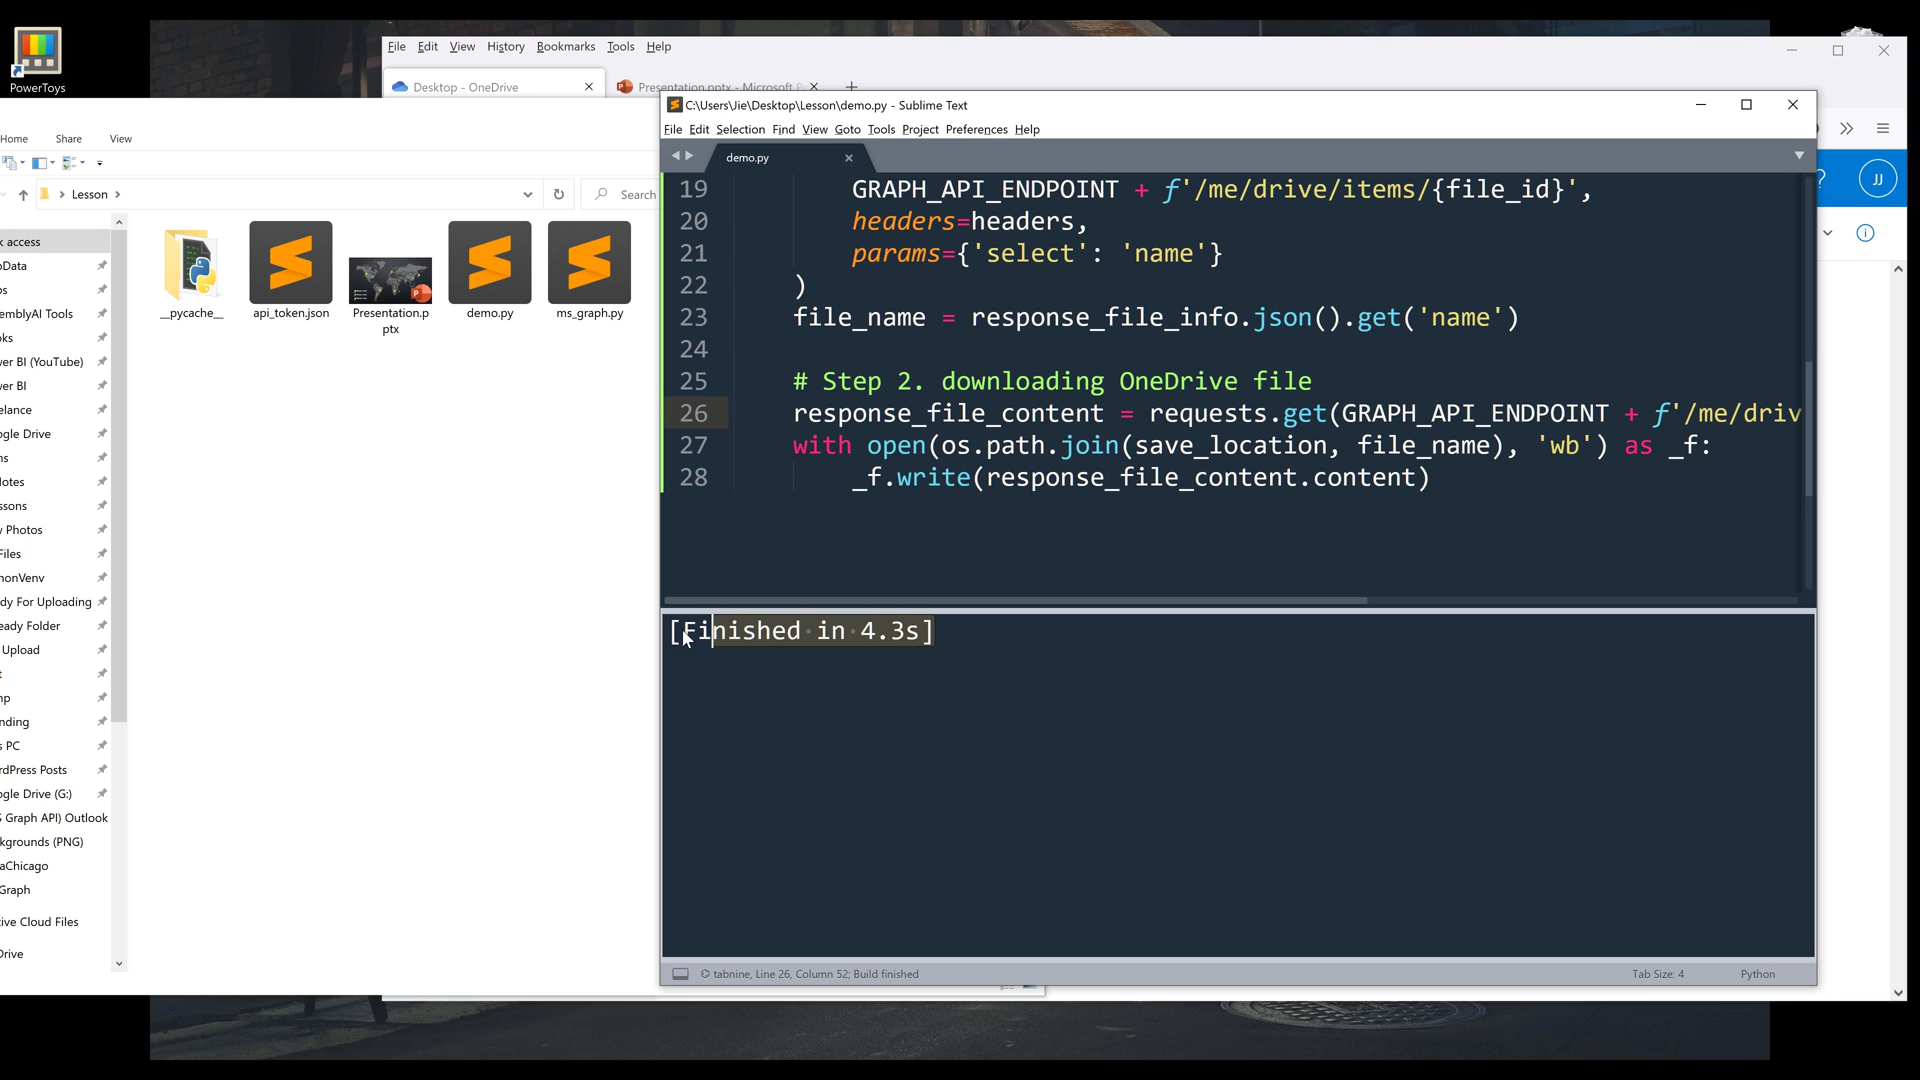 PowerToys
File Edit View History Bookmarks Tools Help
Desktop - OneDrive
Presentation.pptx - Microsoft P
Home Share View
Lesson
Search
k access
Data
emblyAI Tools
er BI (YouTube)
er BI
elance
gle Drive
otes
ssons
v Photos
Files
nonVenv
dy For Uploading
eady Folder
Upload
nding
s PC
rdPress Posts
gle Drive (G:)
S Graph API) Outlook
kgrounds (PNG)
aChicago
Graph
tive Cloud Files
Drive
__pycache__
api_token.json
Presentation.p
ptx
demo.py
ms_graph.py
C:\Users\Jie\Desktop\Lesson\demo.py - Sublime Text
File Edit Selection Find View Goto Tools Project Preferences Help
demo.py
JJ
19 GRAPH_API_ENDPOINT + f'/me/drive/items/{file_id}',
20 headers=headers,
21 params={'select': 'name'}
22 )
23 file_name = response_file_info.json().get('name')
24
25 # Step 2. downloading OneDrive file
26 response_file_content = requests.get(GRAPH_API_ENDPOINT + f'/me/driv
27 with open(os.path.join(save_location, file_name), 'wb') as _f:
28 _f.write(response_file_content.content)
[Finished in 4.3s]
© tabnine, Line 26, Column 52; Build finished
Tab Size: 4
Python